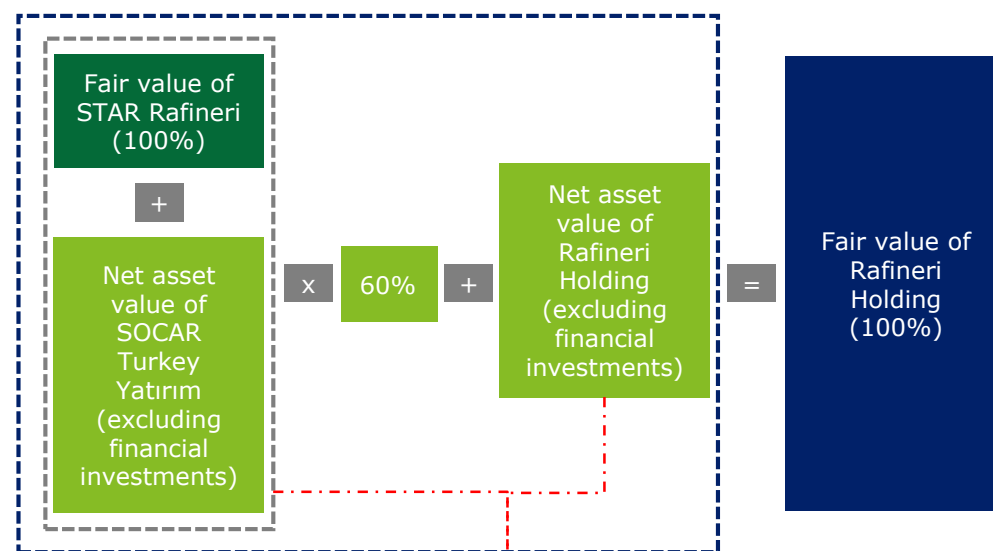 Fair value of
STAR Rafineri
(100%)
+
Net asset
value of
SOCAR
Turkey
Yatırım
(excluding
financial
investments)
x
60%
+
Net asset
value of
Rafineri
Holding
(excluding
financial
investments)
=
Fair value of
Rafineri
Holding
(100%)